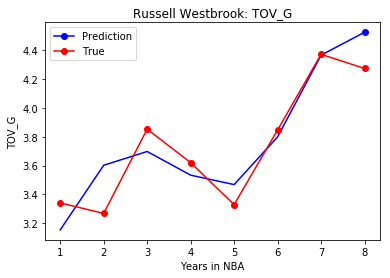 Russell Westbrook: TOV_G
Prediction
True
4.4
4.2
4.0
3.8
3.6
3.4
3.2
TOV_G
1 2 3 4 5 6 7 8
Years in NBA